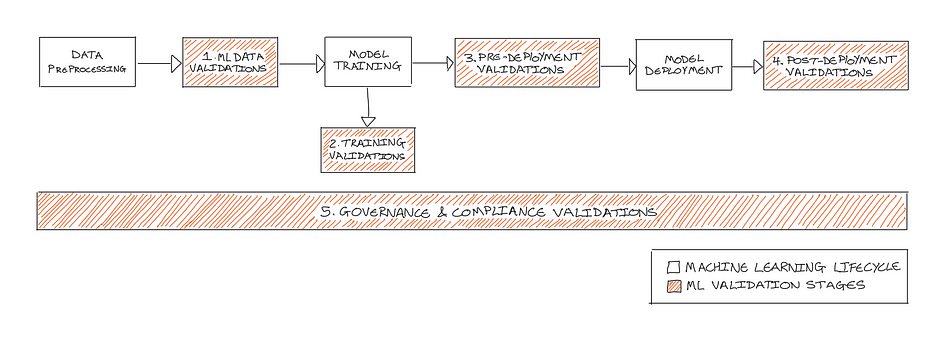 DATA
PREPROCESSING
1. ML DATA
VALIDATIONS
MODEL
TRAINING
3. PRE-DEPLOYMENT
VALIDATIONS
MODEL
DEPLOYMENT
4. POST-DEPLOYMENT
VALIDATIONS
2. TRAINING
VALIDATIONS
5. GOVERNANCE & COMPLIANCE VALIDATIONS
MACHINE LEARNING LIFECYCLE
ML VALIDATION STAGES